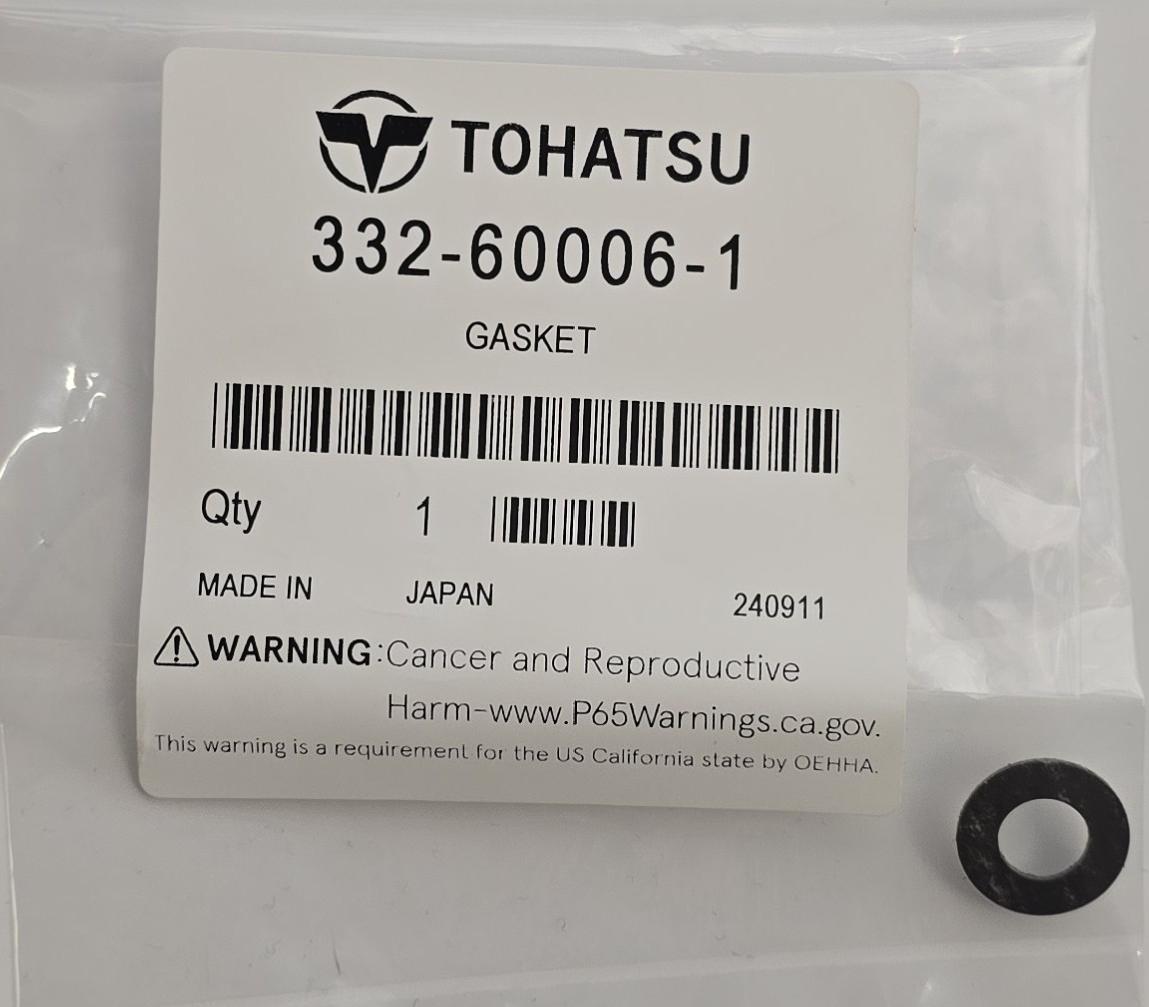 TOHATSU
332-60006-1
GASKET
Qty 1
MADE IN JAPAN 240911
WARNING:Cancer and Reproductive
Harm-www.P65Warnings.ca.gov.
This warning is a requirement for the US California state by OEHHA.